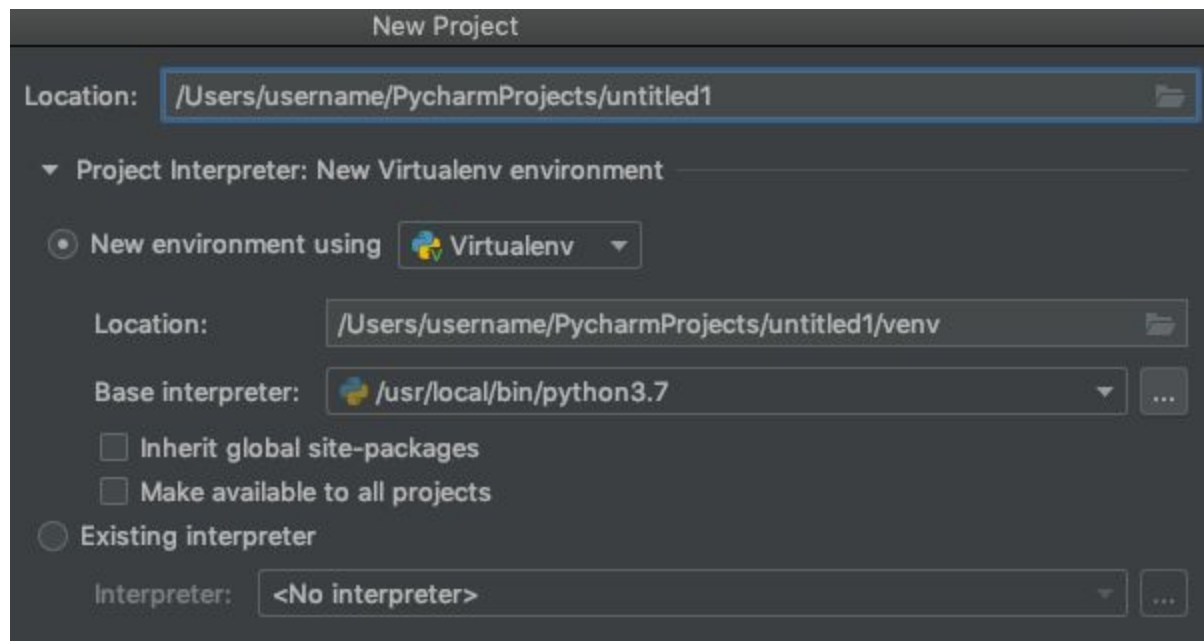 New Project
Location: /Users/username/PycharmProjects/untitled1
Project Interpreter: New Virtualenv environment
New environment using Virtualenv
Location: /Users/username/PycharmProjects/untitled1/venv
Base interpreter: /usr/local/bin/python3.7 ...
Inherit global site-packages
Make available to all projects
Existing interpreter
Interpreter: <No interpreter> ...